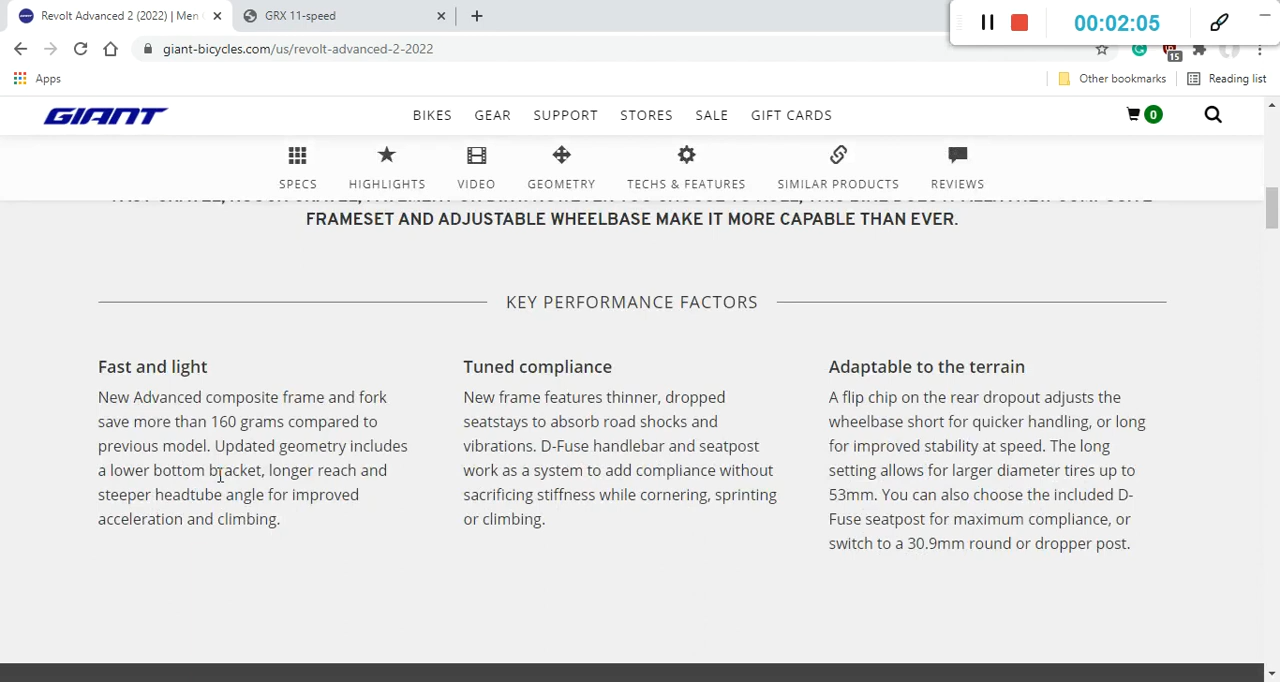 Revolt Advanced 2 (2022) | Men
GRX 11-speed
00:02:05
giant-bicycles.com/us/revolt-advanced-2-2022
15
Apps
Other bookmarks
Reading list
GIANT
BIKES GEAR SUPPORT STORES SALE GIFT CARDS
0
SPECS HIGHLIGHTS VIDEO GEOMETRY TECHS & FEATURES SIMILAR PRODUCTS REVIEWS
FRAMESET AND ADJUSTABLE WHEELBASE MAKE IT MORE CAPABLE THAN EVER.
KEY PERFORMANCE FACTORS
Fast and light
New Advanced composite frame and fork
save more than 160 grams compared to
previous model. Updated geometry includes
a lower bottom bracket, longer reach and
steeper headtube angle for improved
acceleration and climbing.
Tuned compliance
New frame features thinner, dropped
seatstays to absorb road shocks and
vibrations. D-Fuse handlebar and seatpost
work as a system to add compliance without
sacrificing stiffness while cornering, sprinting
or climbing.
Adaptable to the terrain
A flip chip on the rear dropout adjusts the
wheelbase short for quicker handling, or long
for improved stability at speed. The long
setting allows for larger diameter tires up to
53mm. You can also choose the included D-
Fuse seatpost for maximum compliance, or
switch to a 30.9mm round or dropper post.